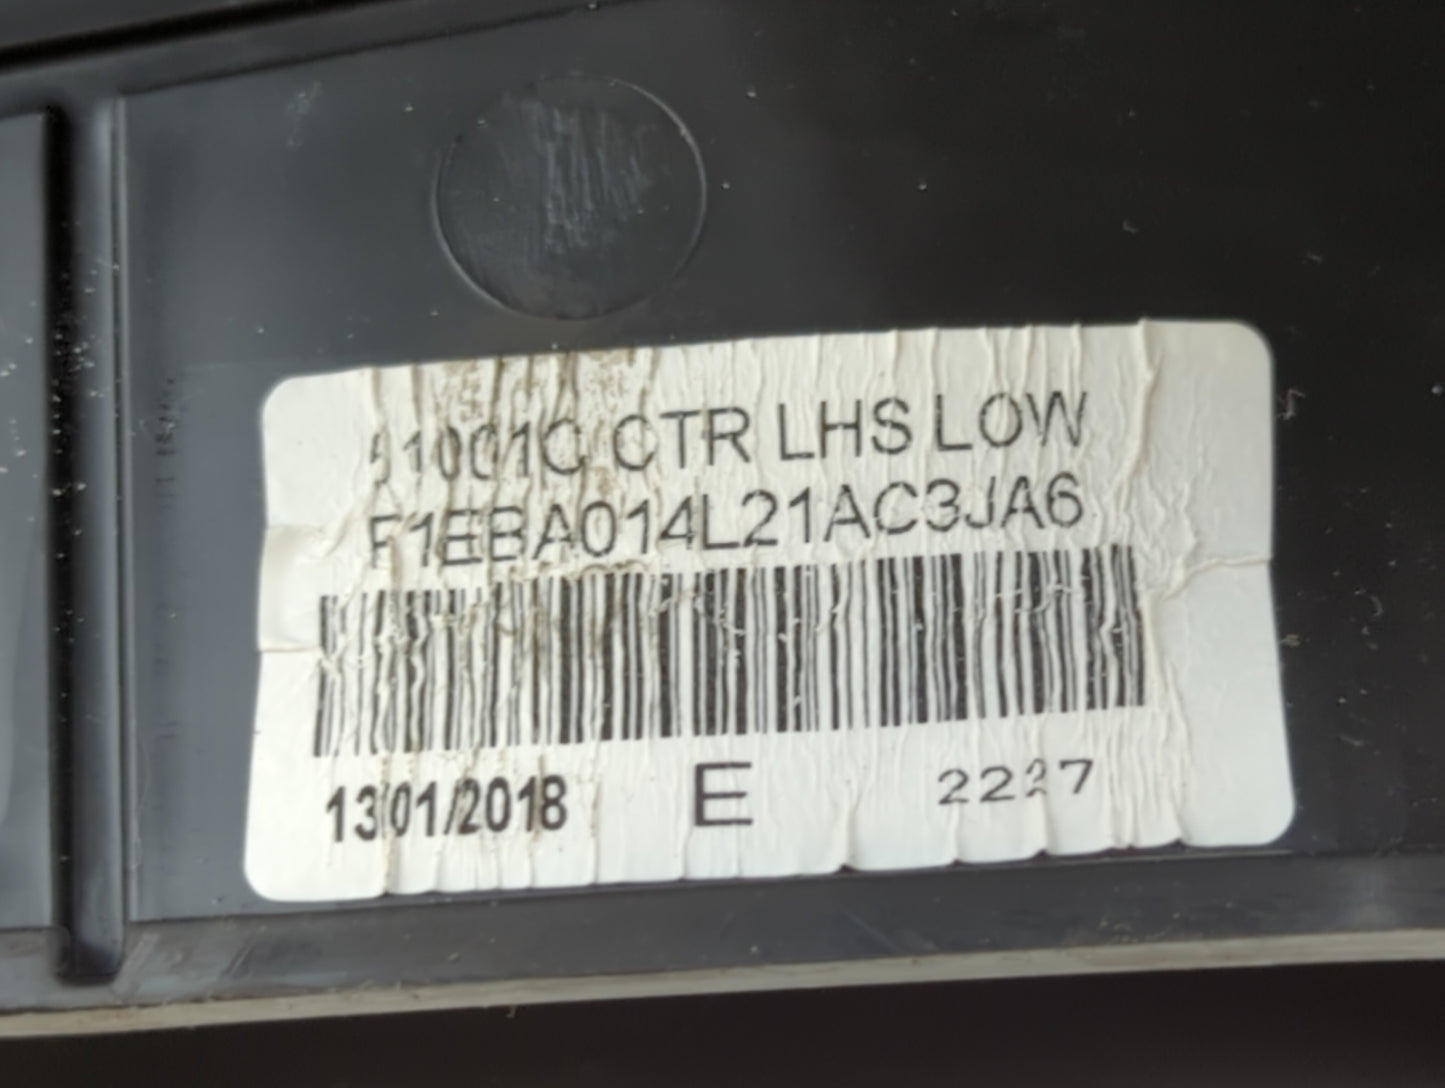 CTR LHS LOW
F1EBA014L21AC3JA6
13/01/2018 E 2227